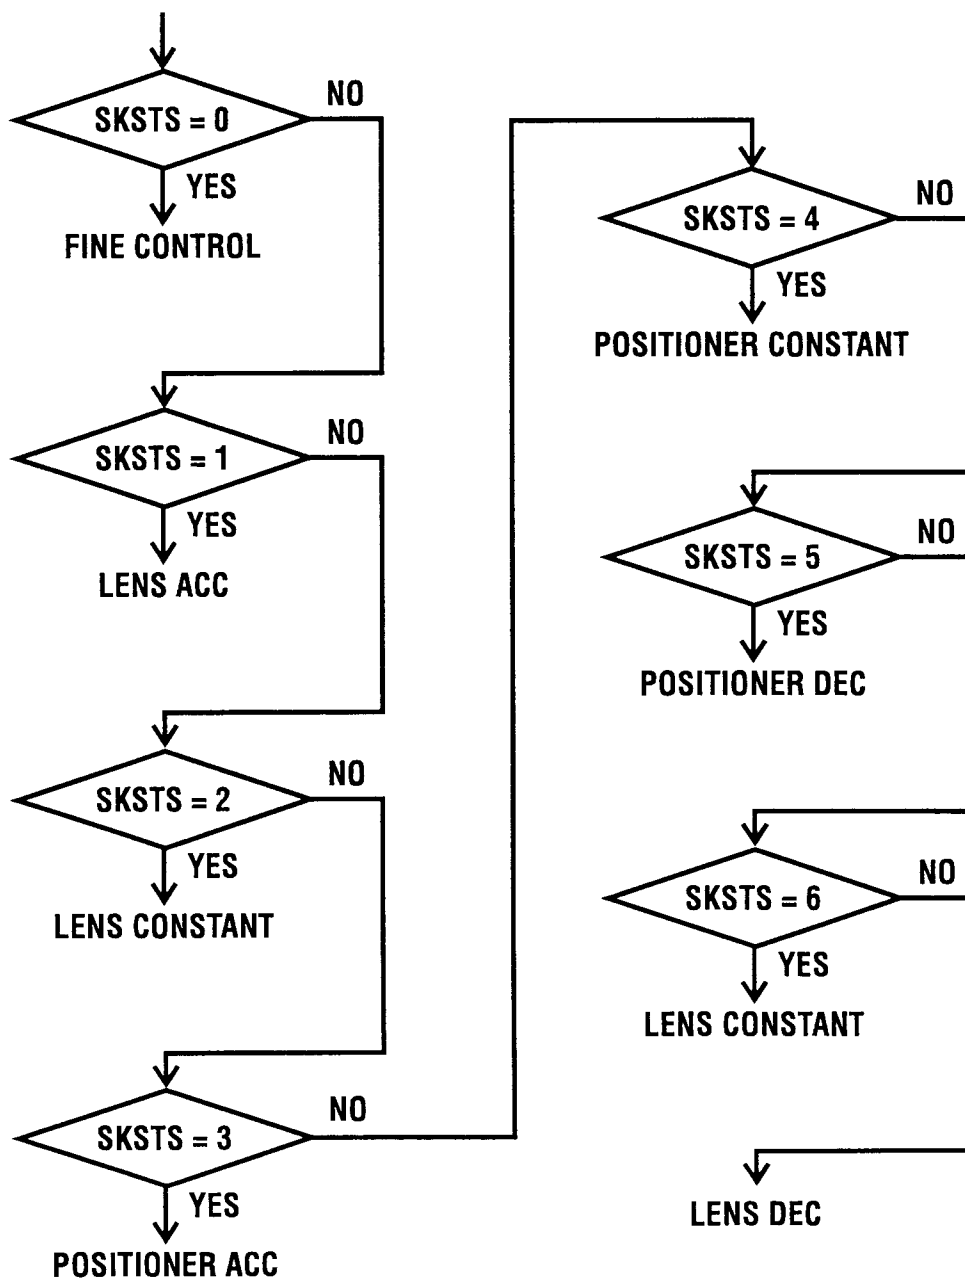 SKSTS = 0
NO
YES
FINE CONTROL
SKSTS = 1
NO
YES
LENS ACC
SKSTS = 2
NO
YES
LENS CONSTANT
SKSTS = 3
NO
YES
POSITIONER ACC
SKSTS = 4
NO
YES
POSITIONER CONSTANT
SKSTS = 5
NO
YES
POSITIONER DEC
SKSTS = 6
NO
YES
LENS CONSTANT
LENS DEC